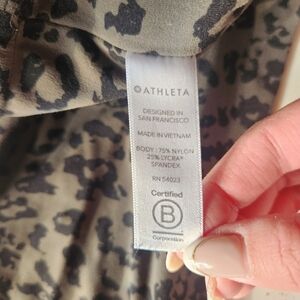 ATHLETA
DESIGNED IN
SAN FRANCISCO
MADE IN VIETNAM
BODY : 75% NYLON
25% LYCRA®
SPANDEX
RN 54023
Certified
B
Corporation